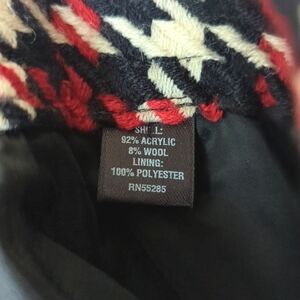 SHELL:
92% ACRYLIC
8% WOOL
LINING:
100% POLYESTER
RN55285